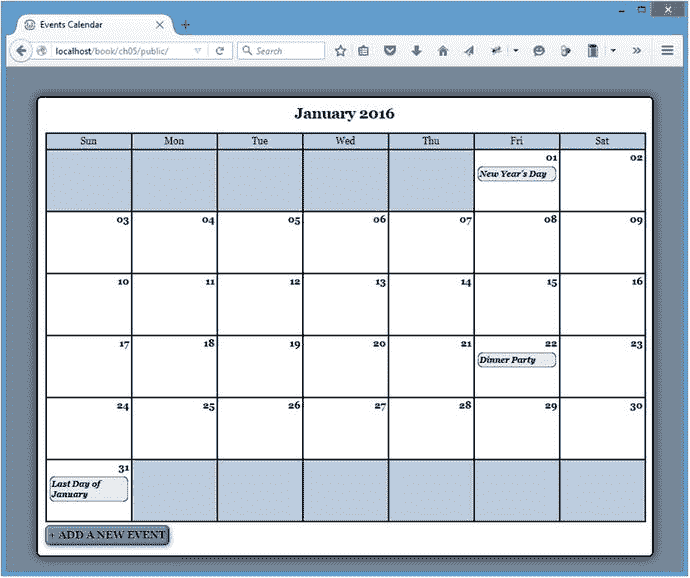 Events Calendar
localhost/book/ch05/public/
Search
January 2016
Sun Mon Tue Wed Thu Fri Sat
01 02
New Year's Day
03 04 05 06 07 08 09
10 11 12 13 14 15 16
17 18 19 20 21 22 23
Dinner Party
24 25 26 27 28 29 30
31
Last Day of
January
+ ADD A NEW EVENT